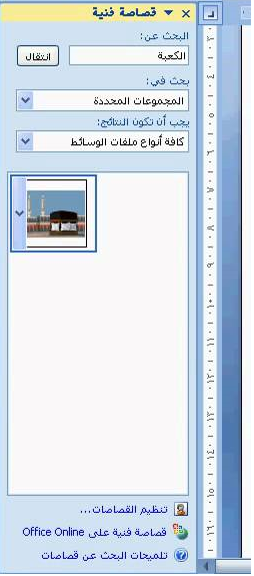 قصاصة فنية
البحث عن:
الكعبة
انتقال
بحث في:
المجموعات المحددة
يجب أن تكون النتائج:
كافة أنواع ملفات الوسائط
تنظيم القصاصات...
قصاصة فنية على Office Online
تلميحات البحث عن قصاصات